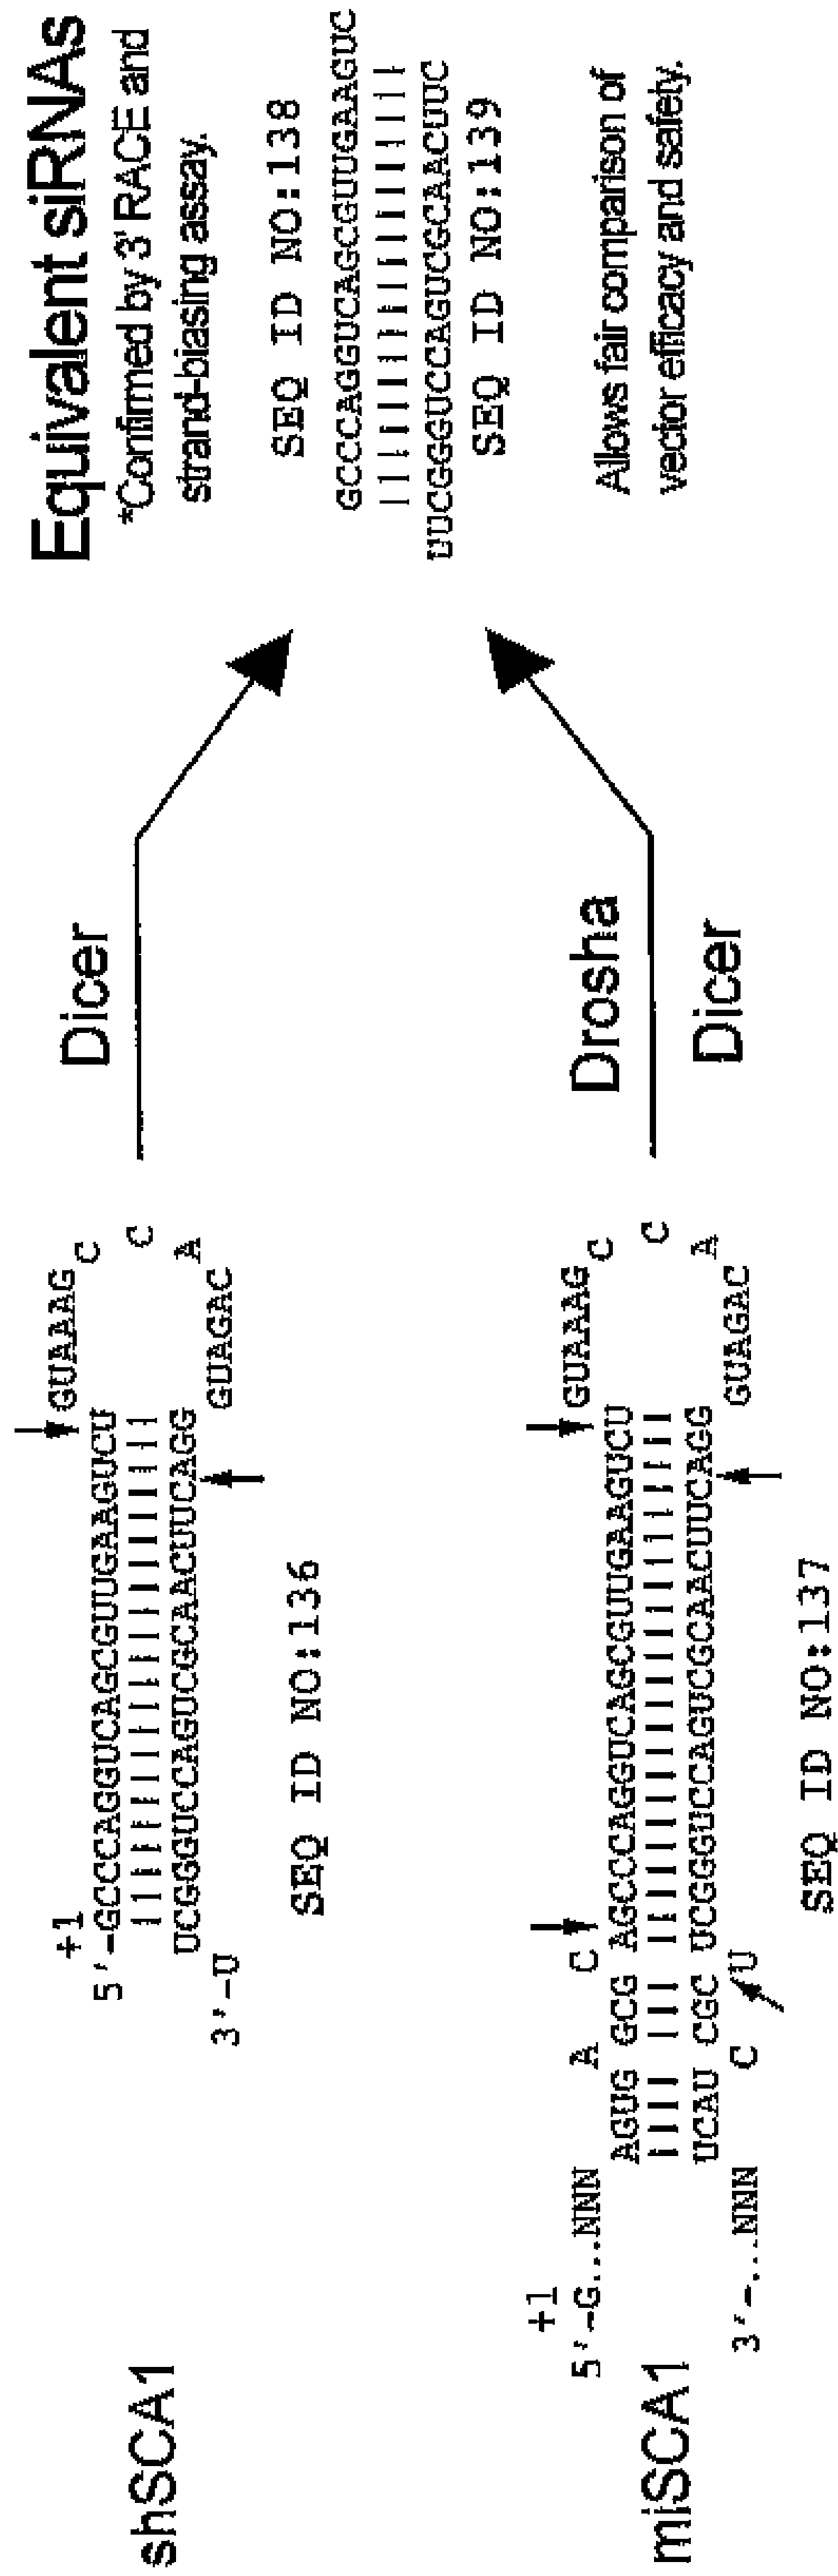 shSCA1
+1
GUAAAG
5'-GCCCAGGUCAGCGUUGAAGUCU
C
C
A
UCGGGUCCAGUCGCAACUUCAGG
GUAGAC
3'-U
SEQ ID NO:136
Dicer
Equivalent siRNAs
*Confirmed by 3' RACE and
strand-biasing assay.
SEQ ID NO:138
GCCCAGGUCAGCGUUGAAGUC
UUCGGGUCCAGUCGCAACUUC
SEQ ID NO:139
Allows fair comparison of
vector efficacy and safety.
miSCA1
+1
5'-G...NNN
A
C
GUAAAG
AGUG GCG AGCCCAGGUCAGCGUUGAAGUCU
C
C
A
UCAU CGC UCGGGUCCAGUCGCAACUUCAGG
GUAGAC
3'-...NNN
C
U
SEQ ID NO:137
Drosha
Dicer